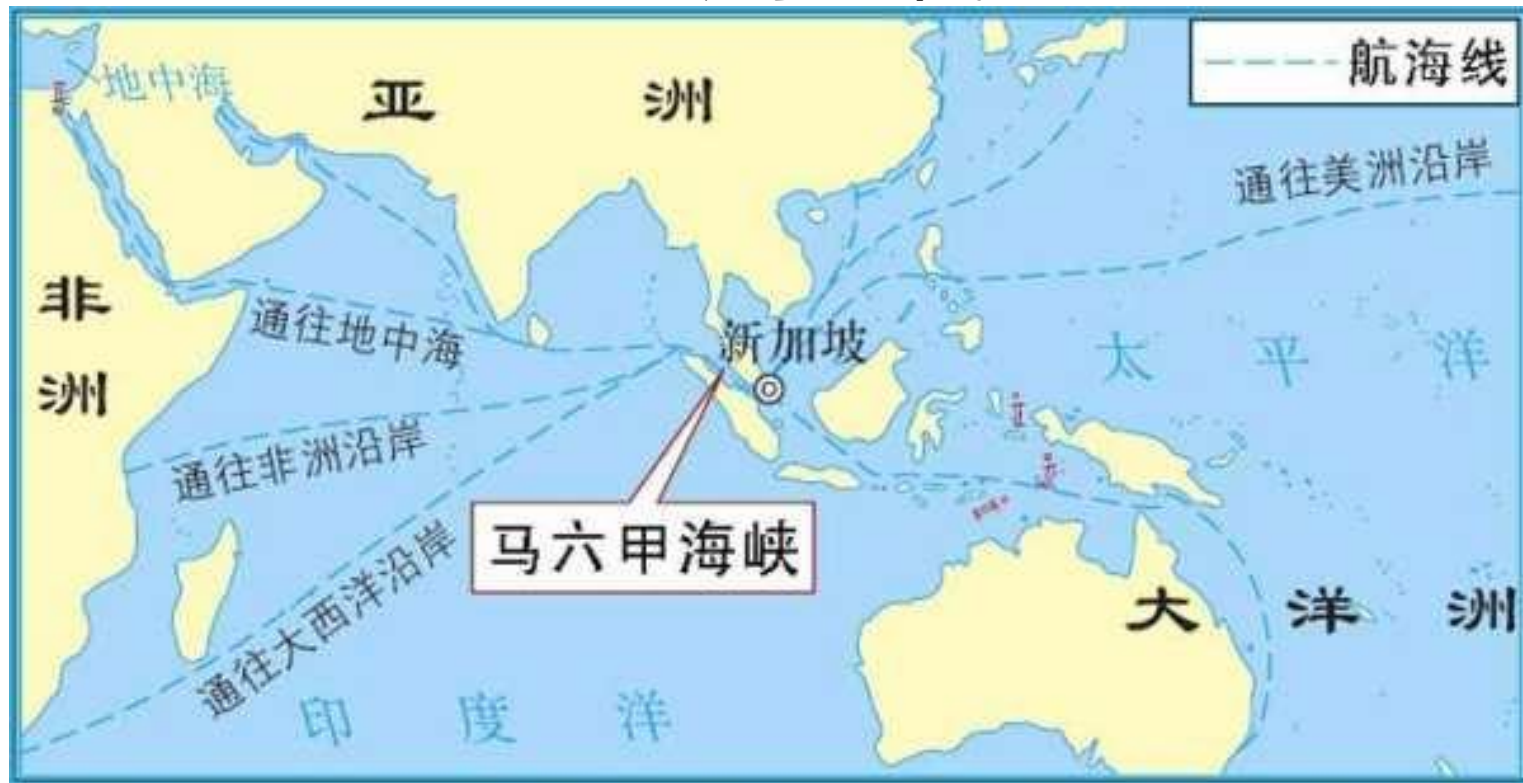 航海线
地中海
亚洲
通往美洲沿岸
非洲
通往地中海
新加坡
太平洋
通往非洲沿岸
马六甲海峡
通往大西洋沿岸
大洋洲
印度洋